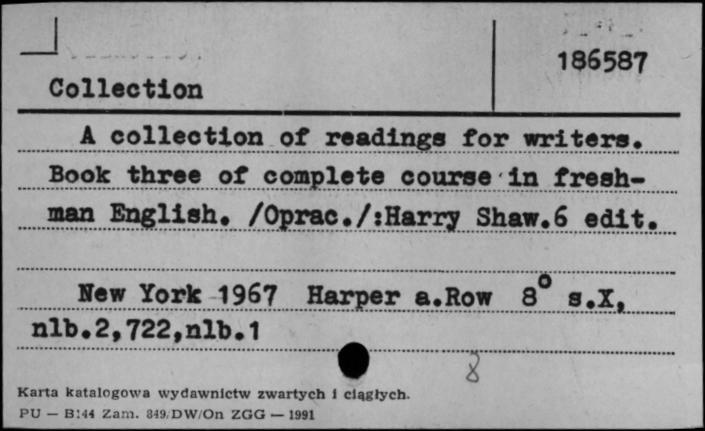 186587
Collection
A collection of readings for writers.
Book three of complete course in fresh-
man English. /Oprac./:Harry Shaw.6 edit.
New York 1967 Harper a.Row 8° s.X,
nlb.2,722,nlb.1
8
Karta katalogowa wydawnictw zwartych i ciągłych.
PU — B144 Zam. 849/DW/On ZGG — 1991